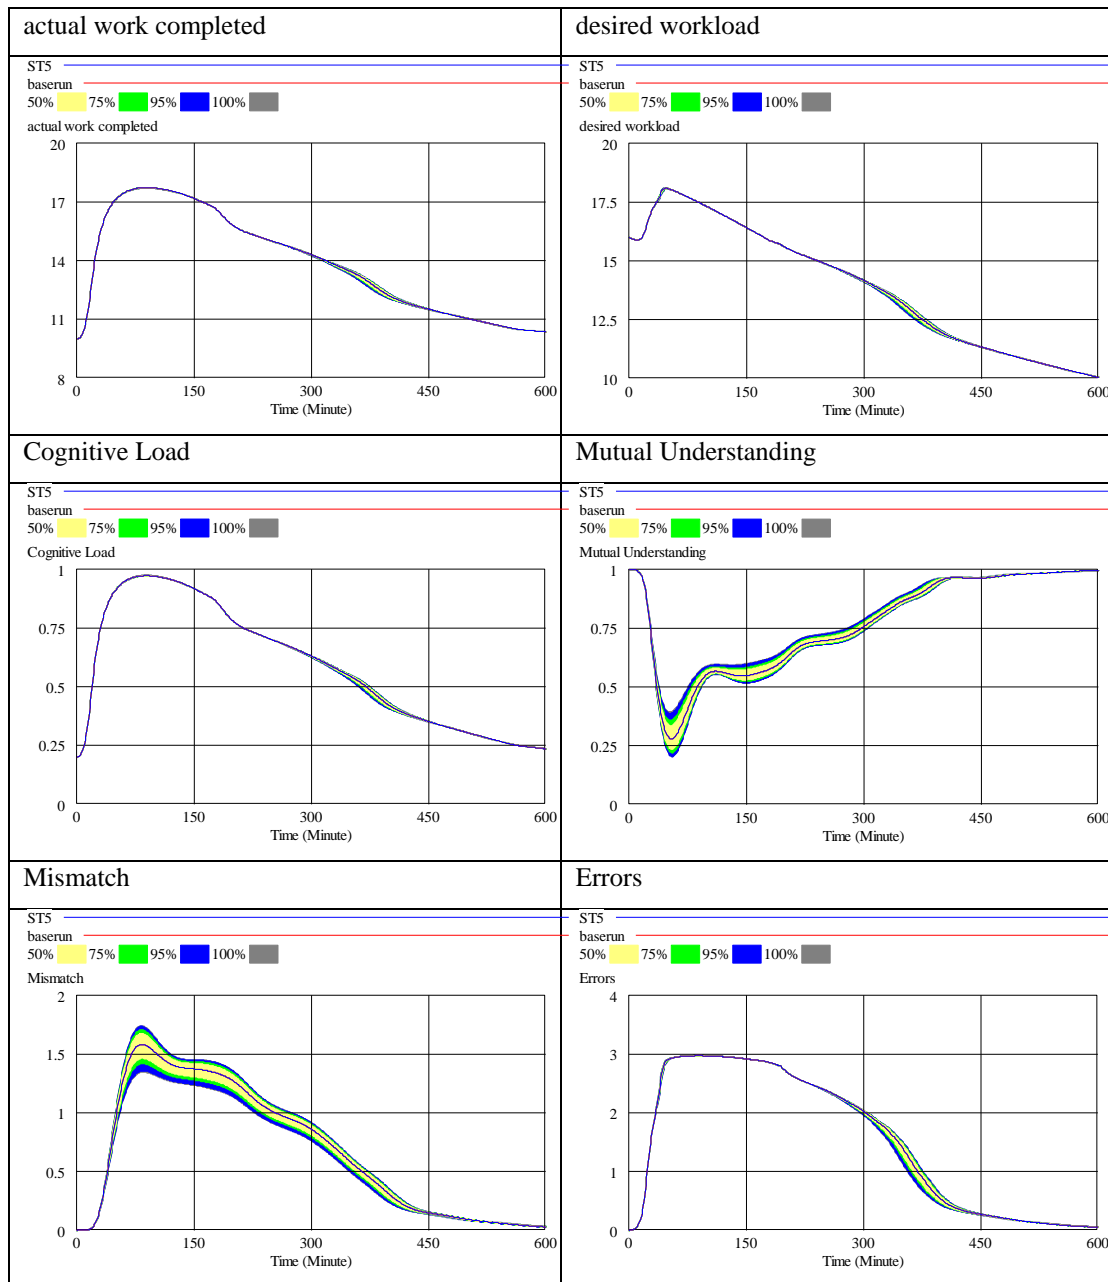 actual work completed
desired workload
ST5
baserun
50% 75% 95% 100%
actual work completed
20
17
14
11
8
0 150 300 450 600
Time (Minute)
ST5
baserun
50% 75% 95% 100%
desired workload
20
17.5
15
12.5
10
0 150 300 450 600
Time (Minute)
Cognitive Load
Mutual Understanding
ST5
baserun
50% 75% 95% 100%
Cognitive Load
1
0.75
0.5
0.25
0
0 150 300 450 600
Time (Minute)
ST5
baserun
50% 75% 95% 100%
Mutual Understanding
1
0.75
0.5
0.25
0
0 150 300 450 600
Time (Minute)
Mismatch
Errors
ST5
baserun
50% 75% 95% 100%
Mismatch
2
1.5
1
0.5
0
0 150 300 450 600
Time (Minute)
ST5
baserun
50% 75% 95% 100%
Errors
4
3
2
1
0
0 150 300 450 600
Time (Minute)